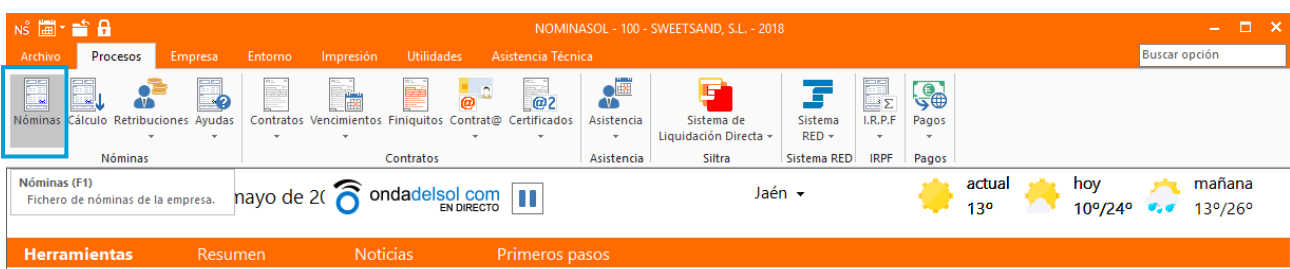 NS
NOMINASOL - 100 - SWEETSAND, S.L. - 2018
Archivo Procesos Empresa Entorno Impresión Utilidades Asistencia Técnica Buscar opción
Nóminas Cálculo Retribuciones Ayudas Contratos Vencimientos Finiquitos Contrat@ Certificados Asistencia Sistema de Liquidación Directa Sistema RED I.R.P.F Pagos
Nóminas Contratos Asistencia Siltra Sistema RED IRPF Pagos
Nóminas (F1)
Fichero de nóminas de la empresa.
mayo de 20
ondadelsol com
EN DIRECTO
Jaén
actual hoy mañana
13º 10º/24º 13º/26º
Herramientas Resumen Noticias Primeros pasos